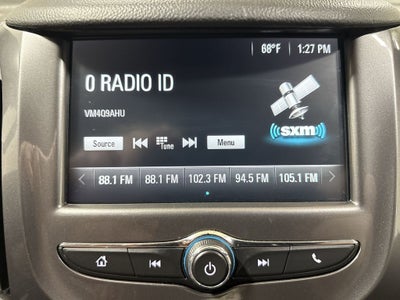 68°F 1:27 PM
0 RADIO ID
VM4Q9AHU
sxm
Source Tune Menu
88.1 FM 88.1 FM 102.3 FM 94.5 FM 105.1 FM